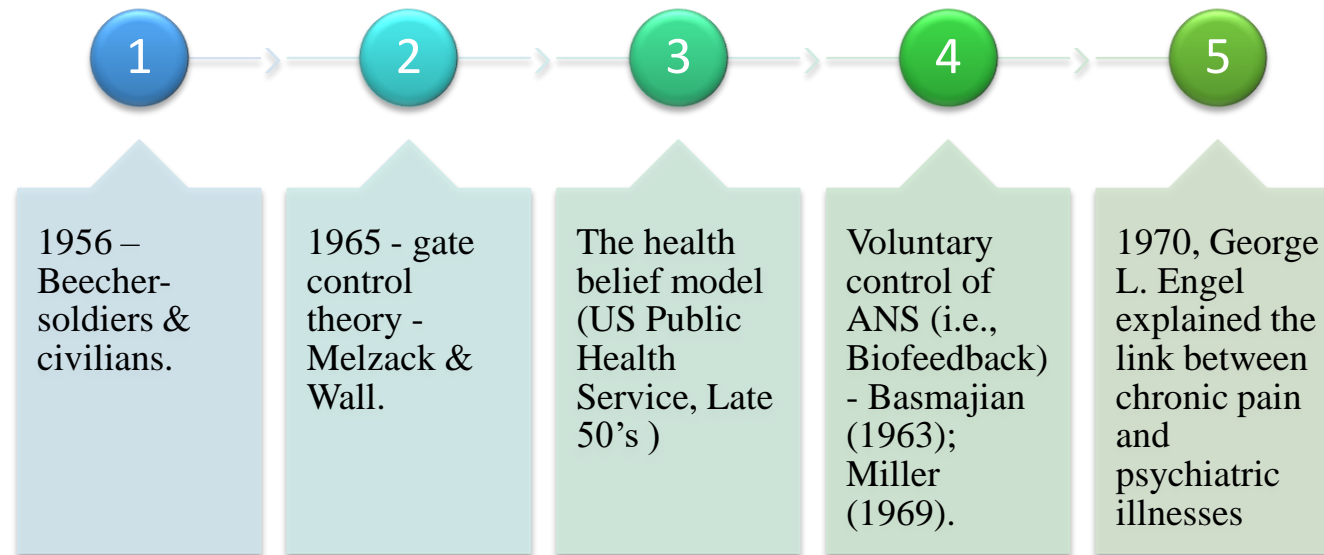 1
2
3
4
5
1956 –
Beecher-
soldiers &
civilians.
1965 - gate
control
theory -
Melzack &
Wall.
The health
belief model
(US Public
Health
Service, Late
50’s )
Voluntary
control of
ANS (i.e.,
Biofeedback)
- Basmajian
(1963);
Miller
(1969).
1970, George
L. Engel
explained the
link between
chronic pain
and
psychiatric
illnesses